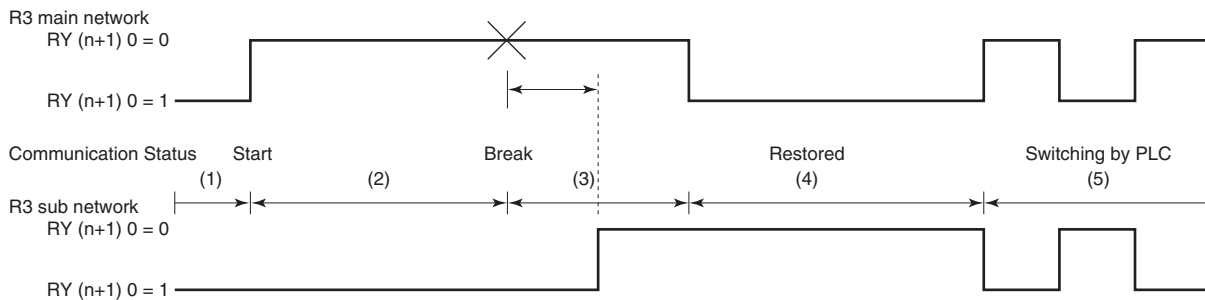 R3 main network
RY (n+1) 0 = 0
RY (n+1) 0 = 1
Communication Status Start Break Restored Switching by PLC
(1) (2) (3) (4) (5)
R3 sub network
RY (n+1) 0 = 0
RY (n+1) 0 = 1